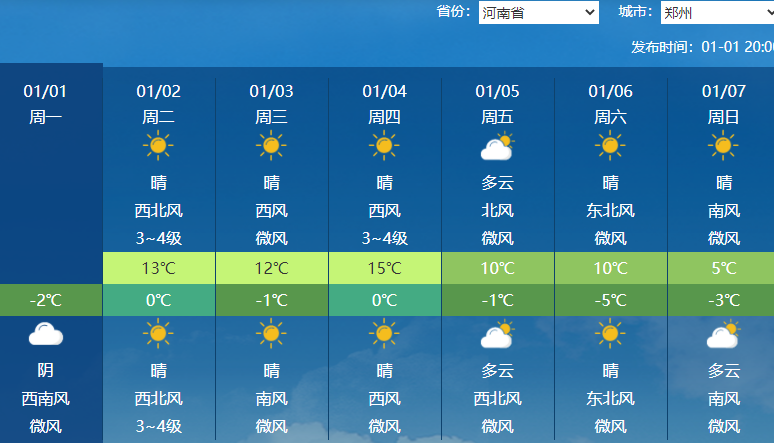 省份： 河南省 城市： 郑州
发布时间：01-01 20:00
01/01 01/02 01/03 01/04 01/05 01/06 01/07
周一 周二 周三 周四 周五 周六 周日
晴 晴 晴 多云 晴 晴
西北风 西风 西风 北风 东北风 南风
3~4级 微风 3~4级 微风 微风 微风
13℃ 12℃ 15℃ 10℃ 10℃ 5℃
-2℃ 0℃ -1℃ 0℃ -1℃ -5℃ -3℃
阴 晴 晴 晴 多云 晴 多云
西南风 西北风 南风 西风 西北风 东北风 南风
微风 3~4级 微风 微风 微风 微风 微风